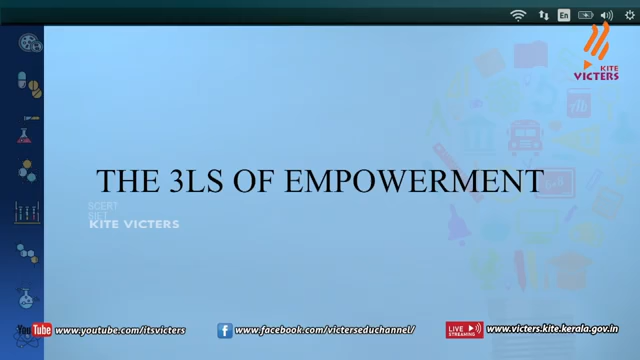 En
KITE
VICTERS
THE 3LS OF EMPOWERMENT
SCERT
SIET
KITE VICTERS
YouTube www.youtube.com/itsvicters
f www.facebook.com/victerseduchannel/
LIVE STREAMING www.victers.kite.kerala.gov.in